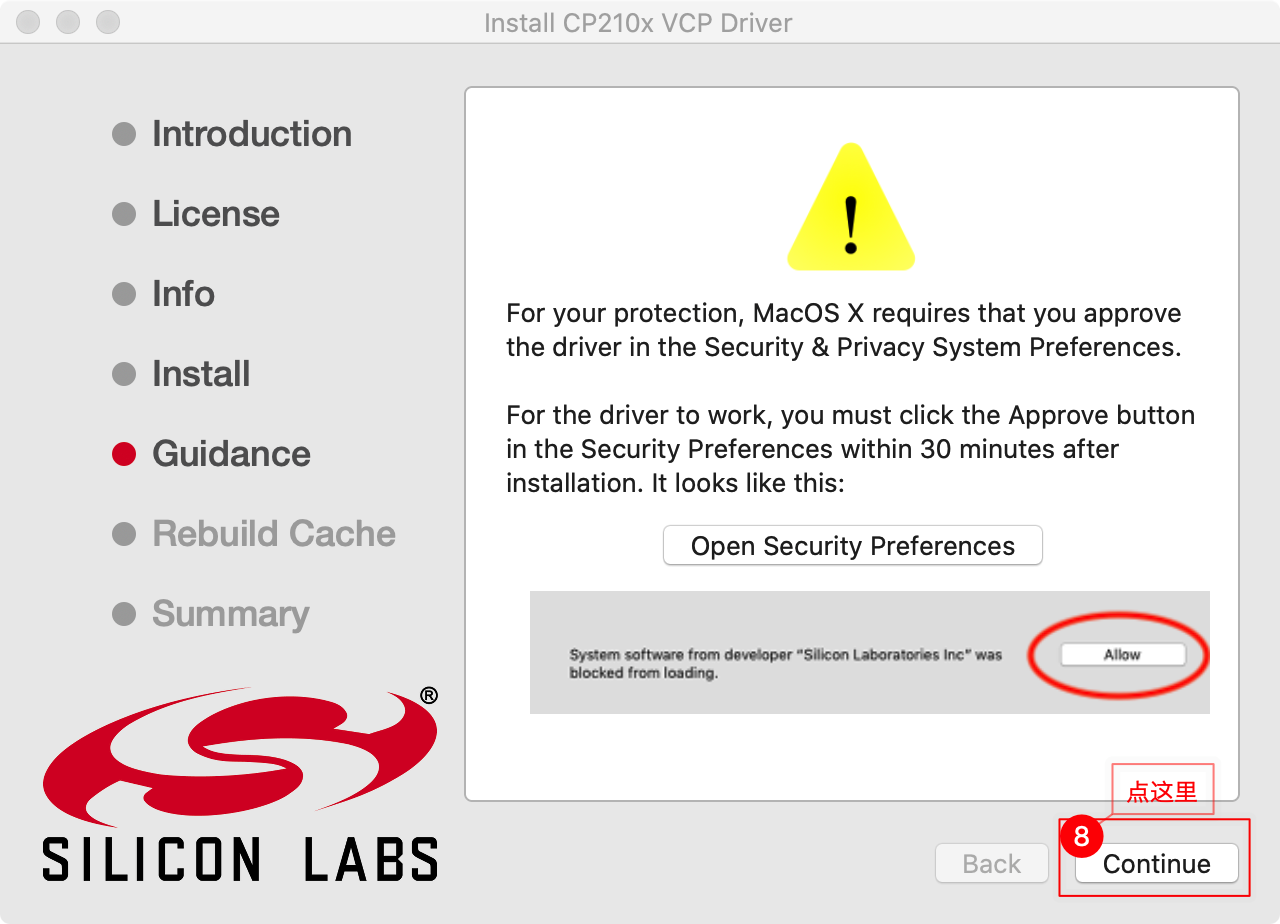 Install CP210x VCP Driver
Introduction
License
Info
Install
Guidance
Rebuild Cache
Summary
®
SILICON LABS
!
For your protection, MacOS X requires that you approve
the driver in the Security & Privacy System Preferences.
For the driver to work, you must click the Approve button
in the Security Preferences within 30 minutes after
installation. It looks like this:
Open Security Preferences
System software from developer “Silicon Laboratories Inc” was
blocked from loading.
Allow
点这里
8
Back
Continue